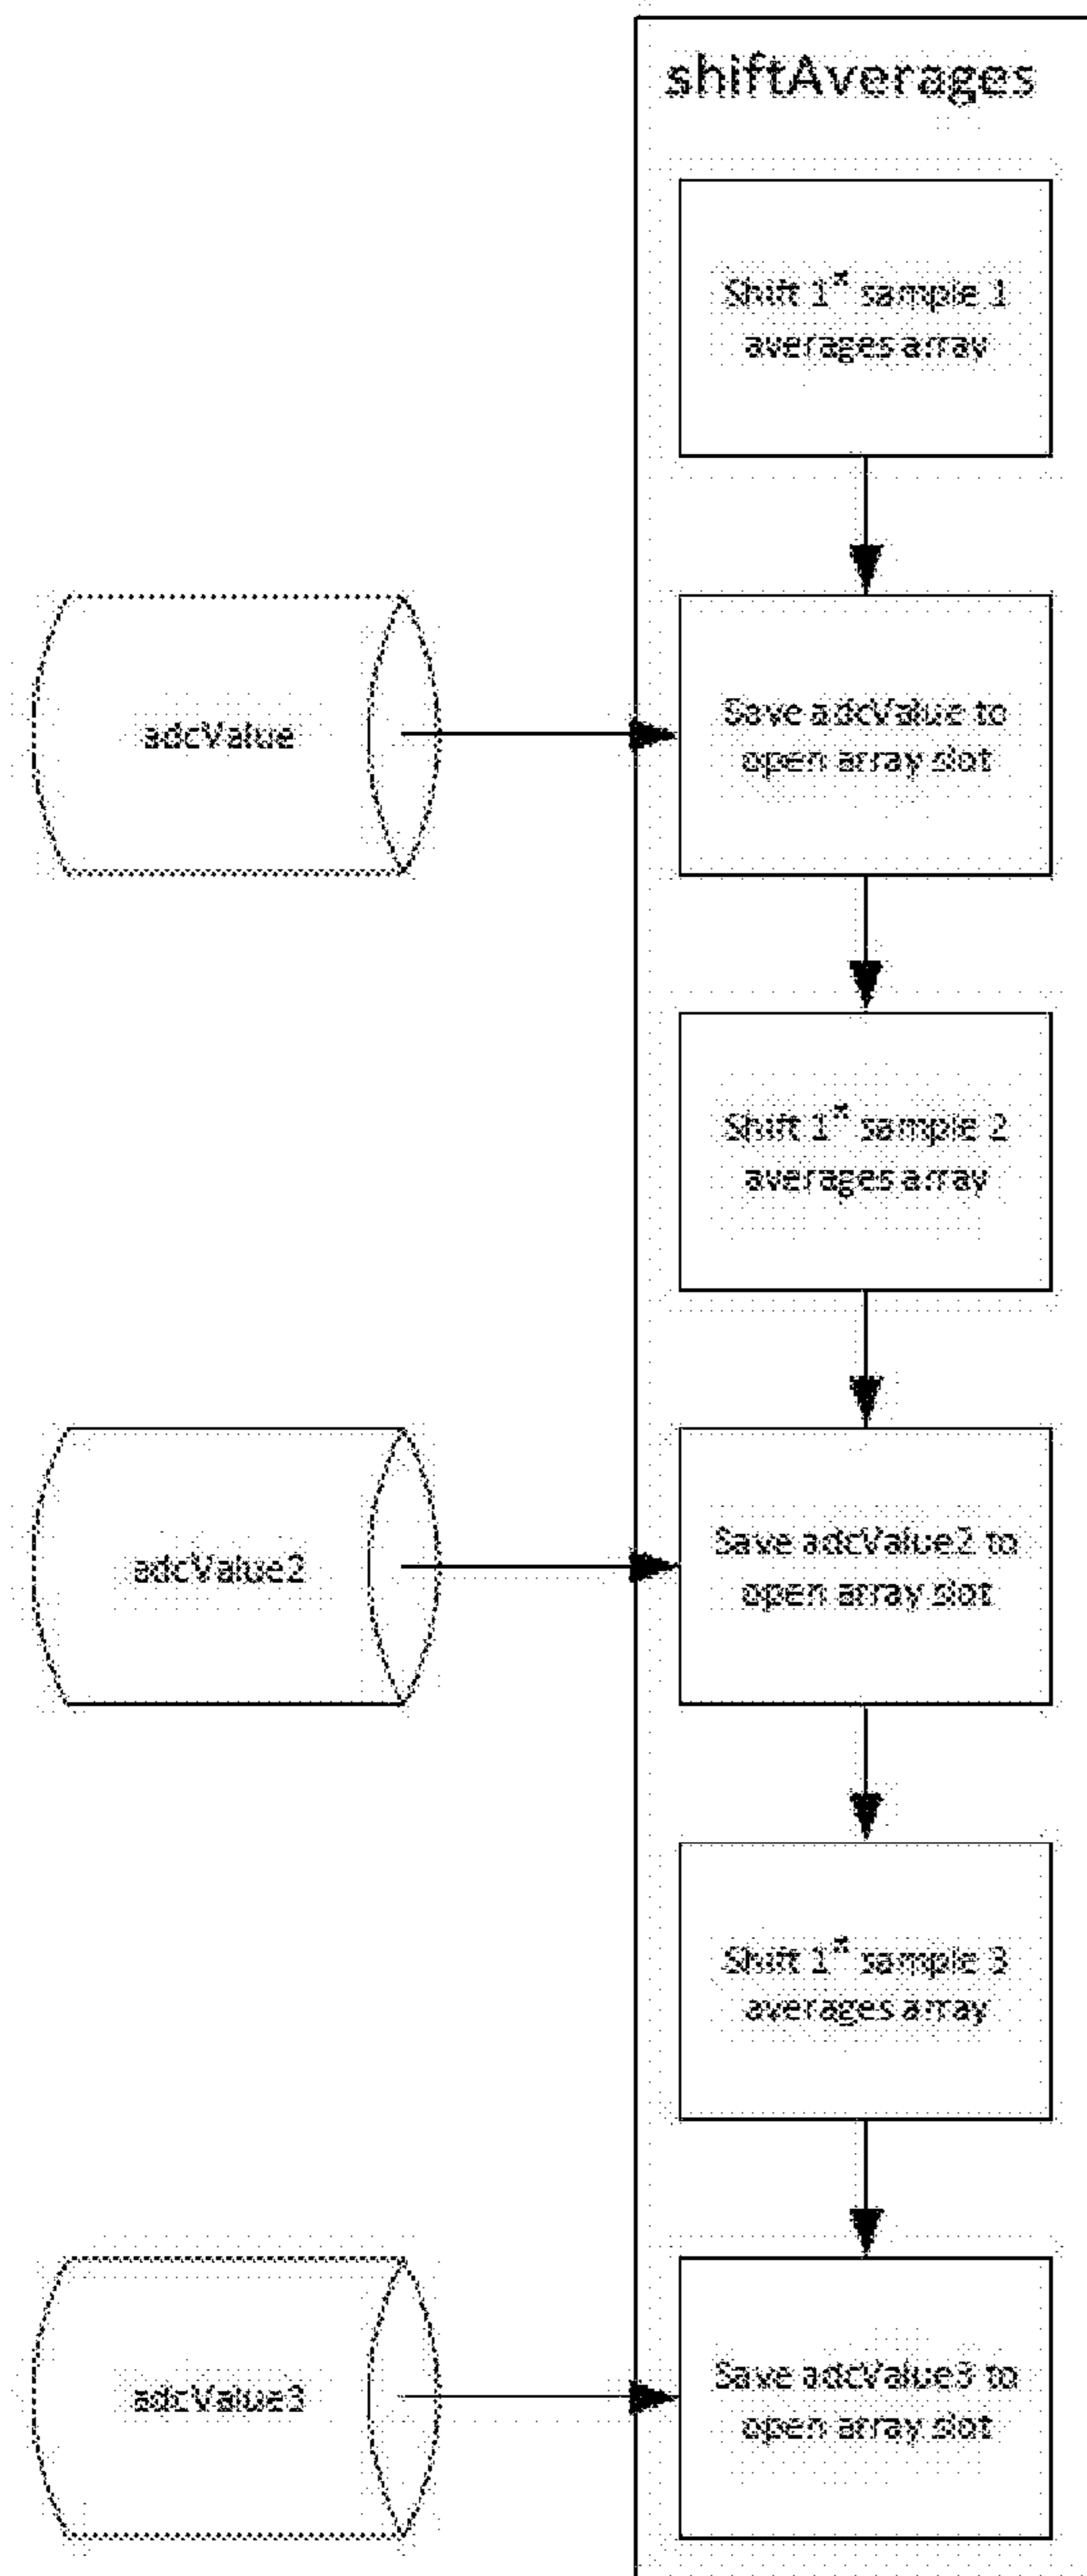 shiftAverages
Shift 1st sample 1
averages array
adcValue
Save adcValue to
open array slot
Shift 1st sample 2
averages array
adcValue2
Save adcValue2 to
open array slot
Shift 1st sample 3
averages array
adcValue3
Save adcValue3 to
open array slot